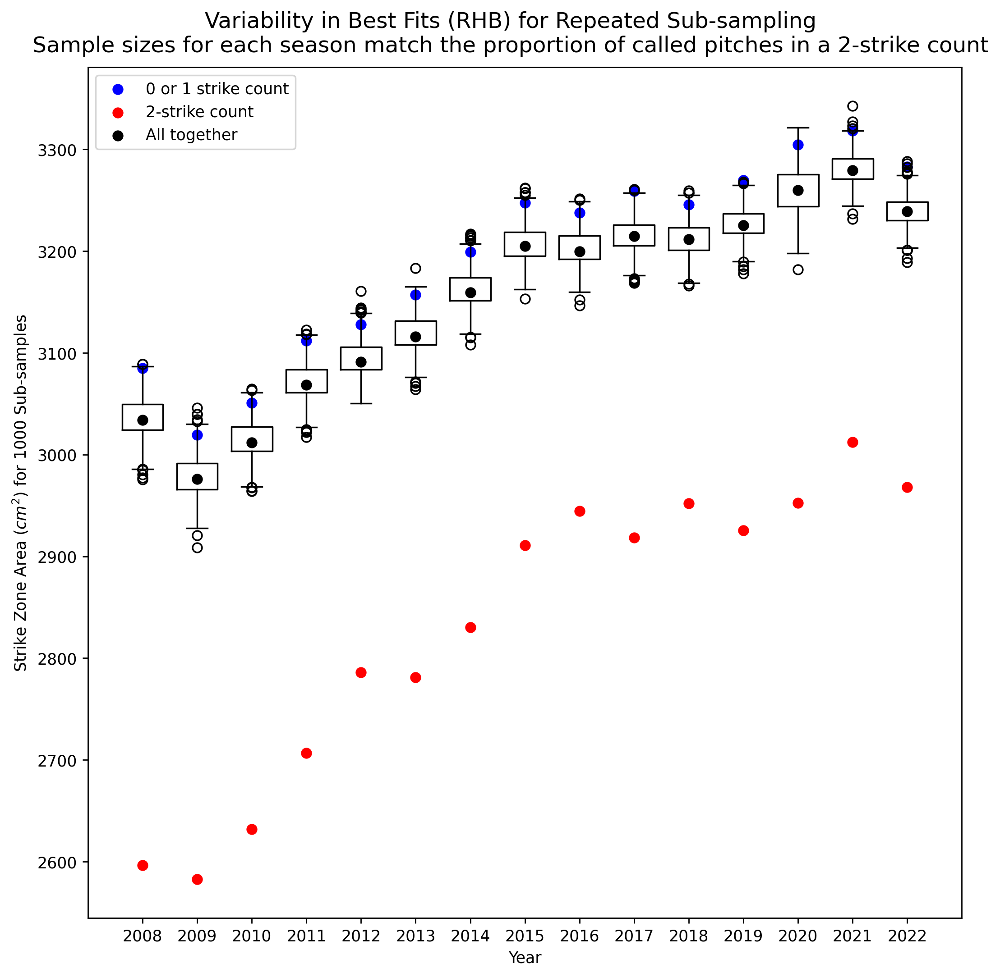 Variability in Best Fits (RHB) for Repeated Sub-sampling
Sample sizes for each season match the proportion of called pitches in a 2-strike count
0 or 1 strike count
2-strike count
All together
Strike Zone Area (cm²) for 1000 Sub-samples
3300
3200
3100
3000
2900
2800
2700
2600
2008 2009 2010 2011 2012 2013 2014 2015 2016 2017 2018 2019 2020 2021 2022
Year